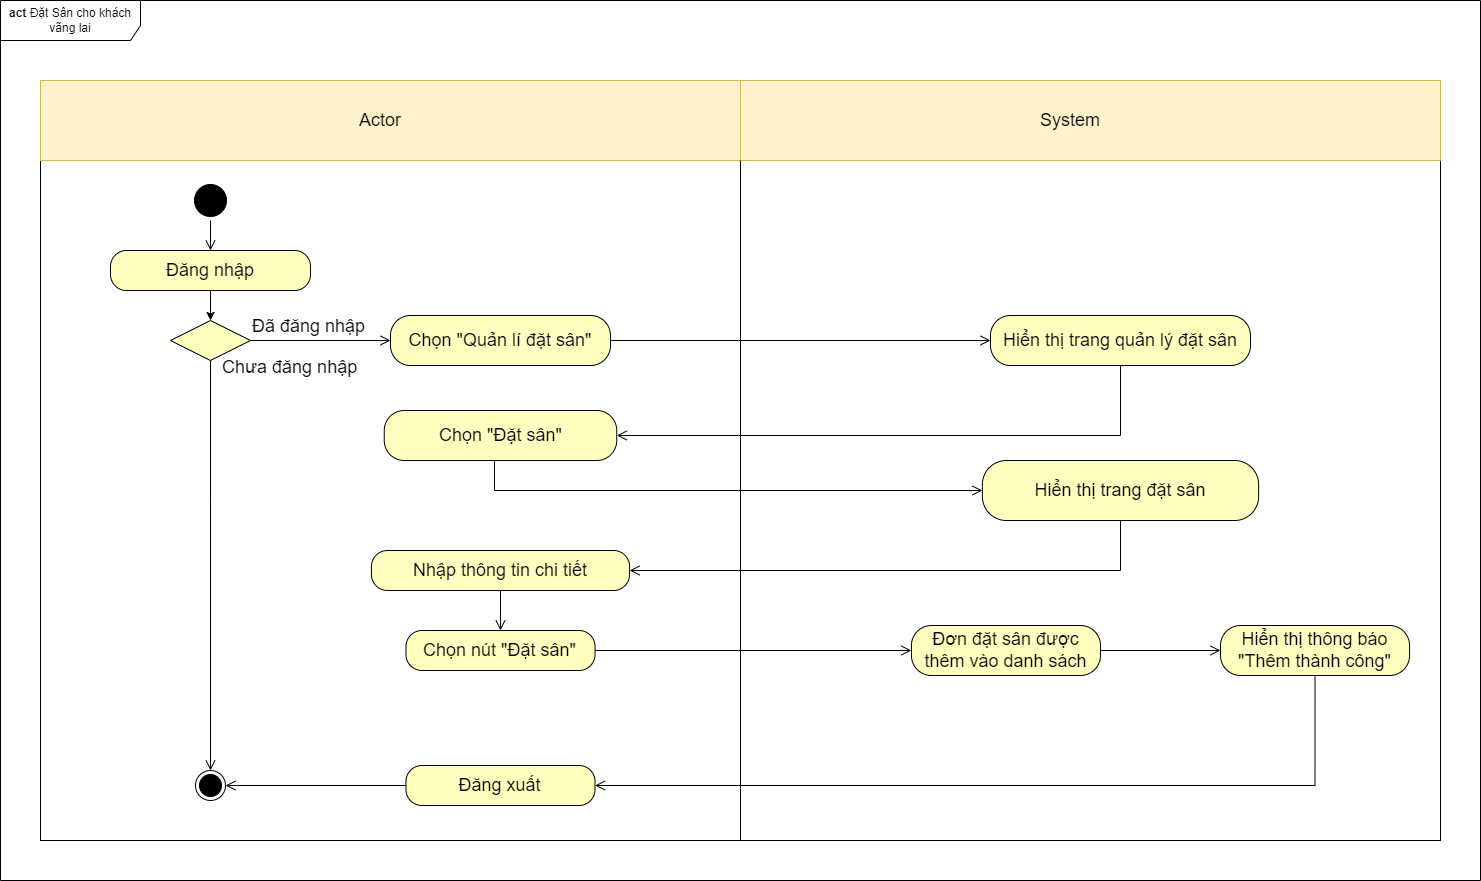 act Đặt Sân cho khách
vãng lai
Actor
System
Đăng nhập
Đã đăng nhập
Chọn "Quản lí đặt sân"
Hiển thị trang quản lý đặt sân
Chưa đăng nhập
Chọn "Đặt sân"
Hiển thị trang đặt sân
Nhập thông tin chi tiết
Chọn nút "Đặt sân"
Đơn đặt sân được
thêm vào danh sách
Hiển thị thông báo
"Thêm thành công"
Đăng xuất